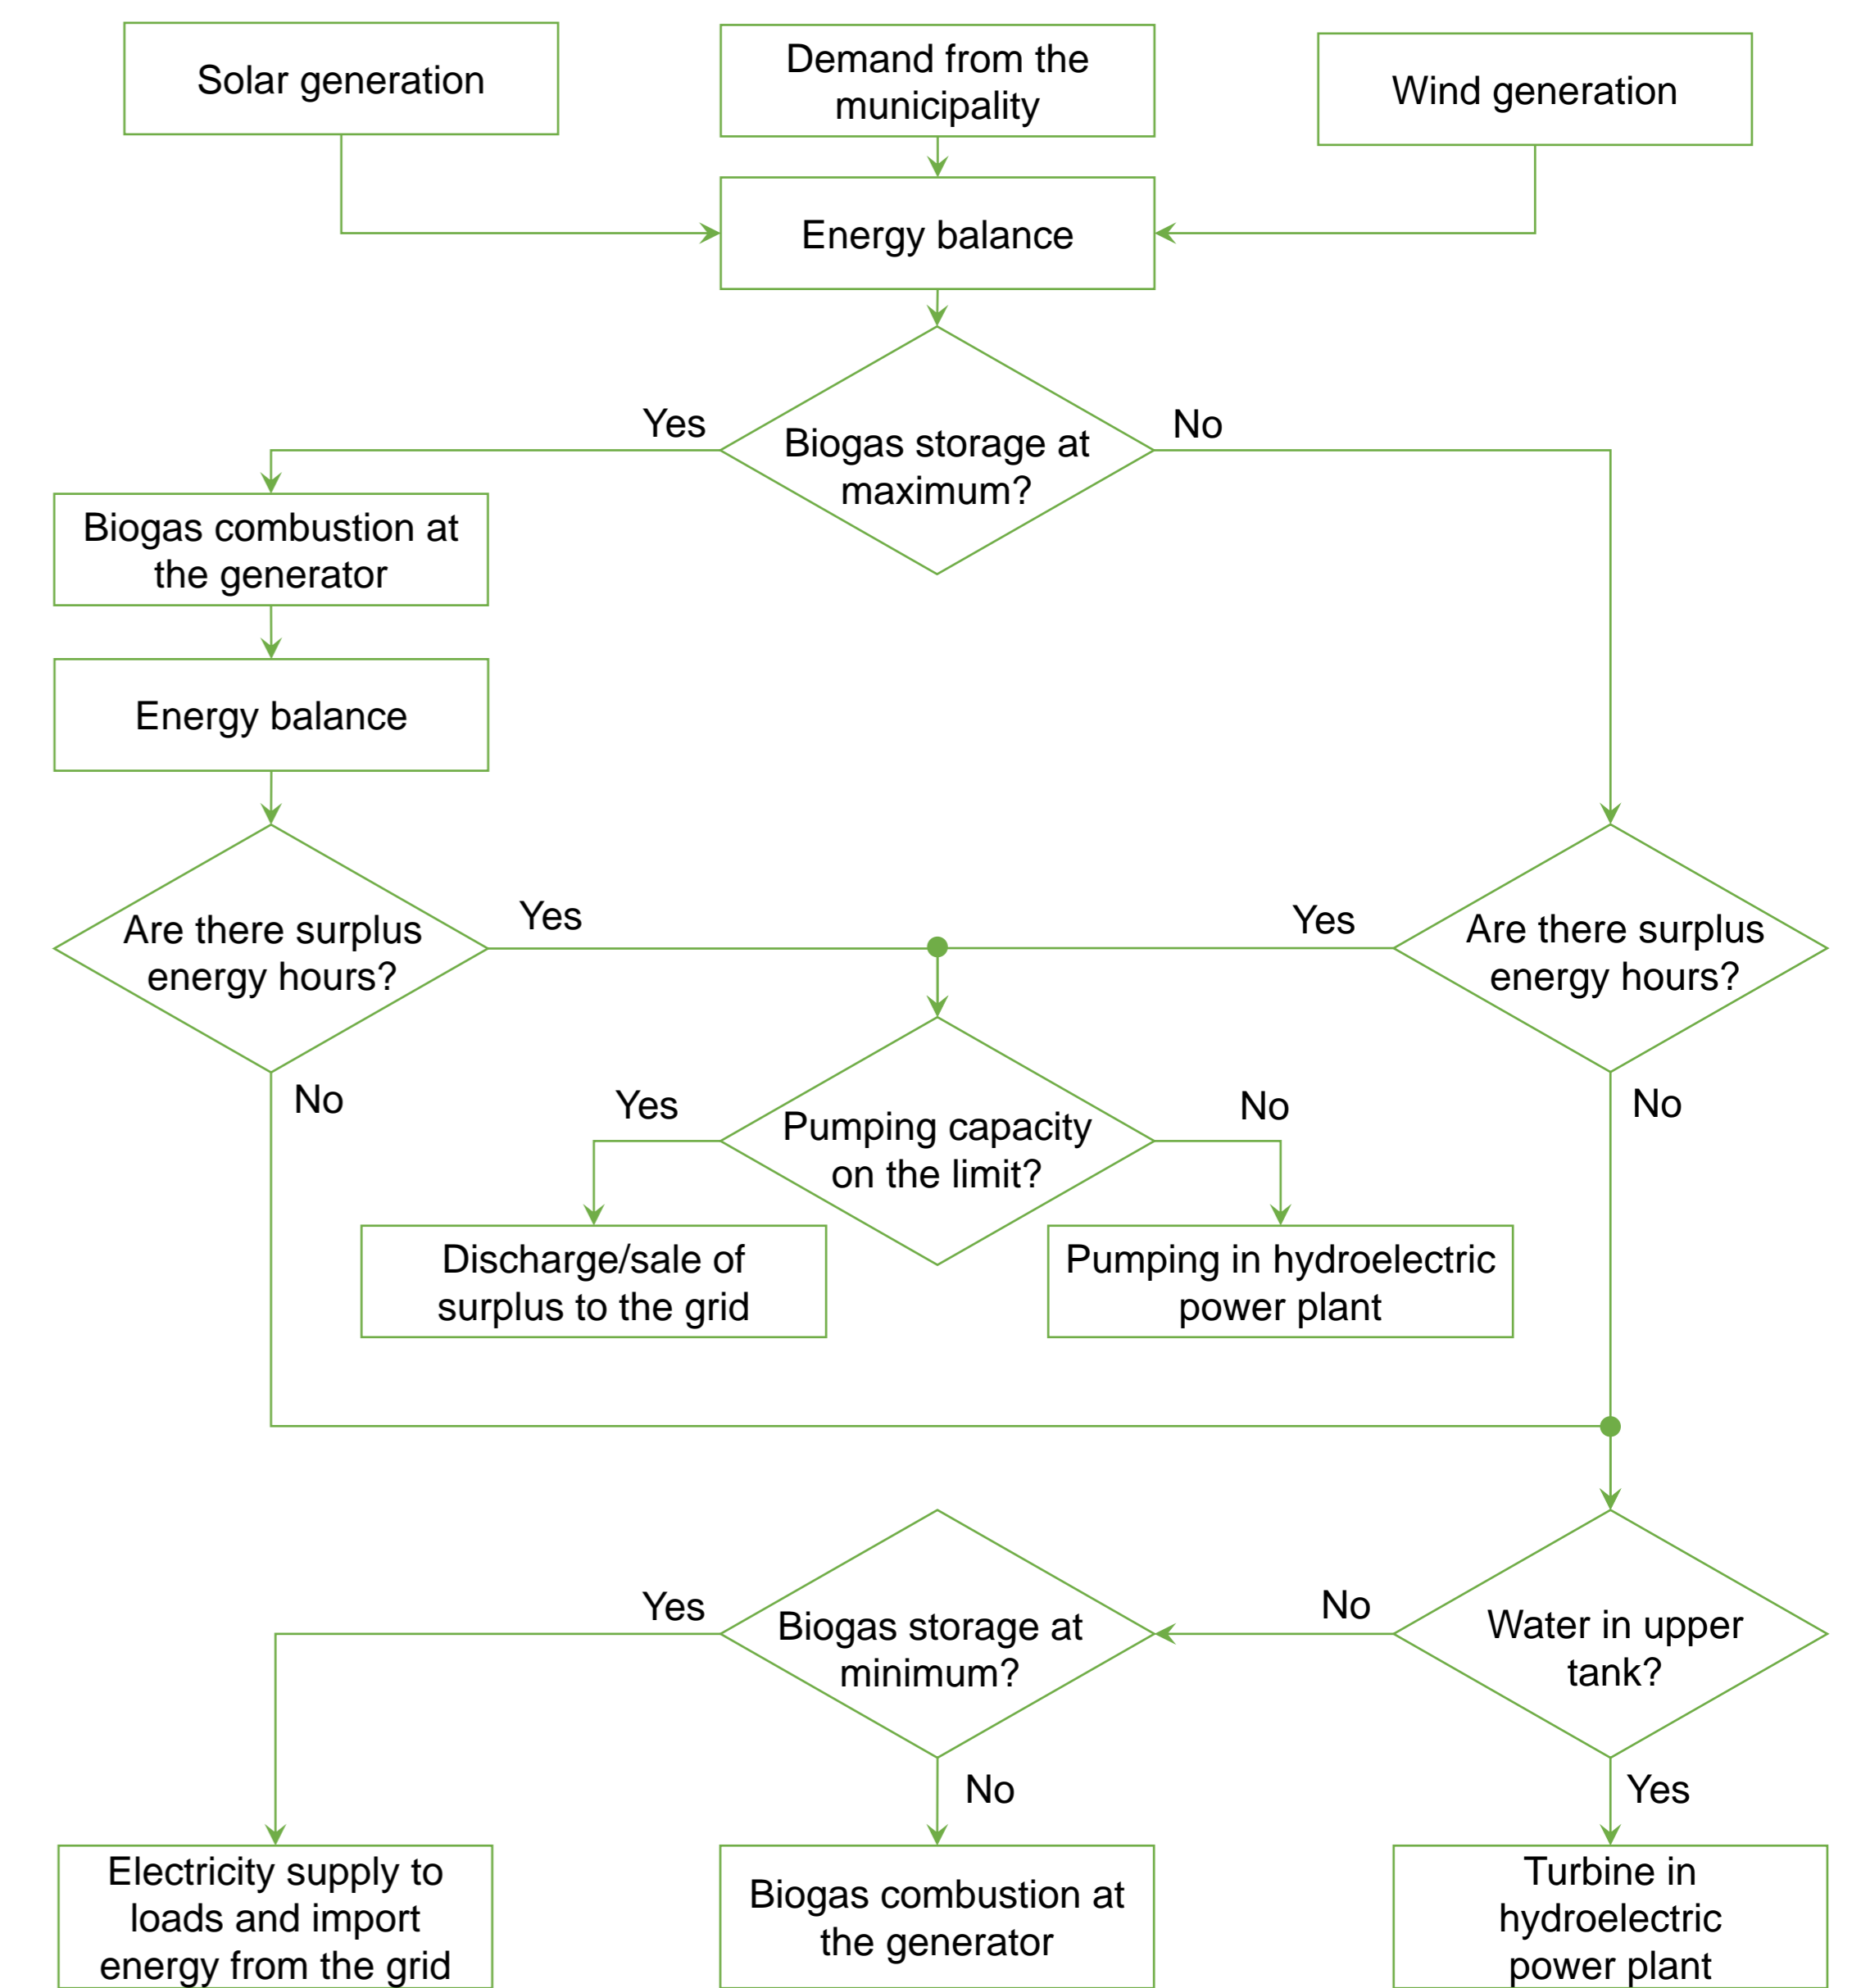 Solar generation
Demand from the
municipality
Wind generation
Energy balance
Yes
No
Biogas storage at
maximum?
Biogas combustion at
the generator
Energy balance
Are there surplus
energy hours?
Yes
Yes
Are there surplus
energy hours?
No
Yes
Pumping capacity
on the limit?
No
No
Discharge/sale of
surplus to the grid
Pumping in hydroelectric
power plant
Yes
Biogas storage at
minimum?
No
Water in upper
tank?
No
Yes
Electricity supply to
loads and import
energy from the grid
Biogas combustion at
the generator
Turbine in
hydroelectric
power plant